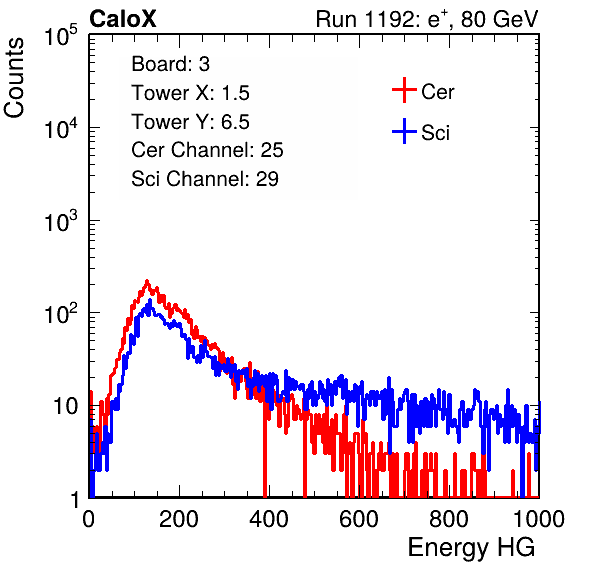 CaloX Run 1192: e⁺, 80 GeV
Counts
10⁵
10⁴
10³
10²
10
1
Board: 3
Tower X: 1.5
Tower Y: 6.5
Cer Channel: 25
Sci Channel: 29
Cer
Sci
0 200 400 600 800 1000
Energy HG